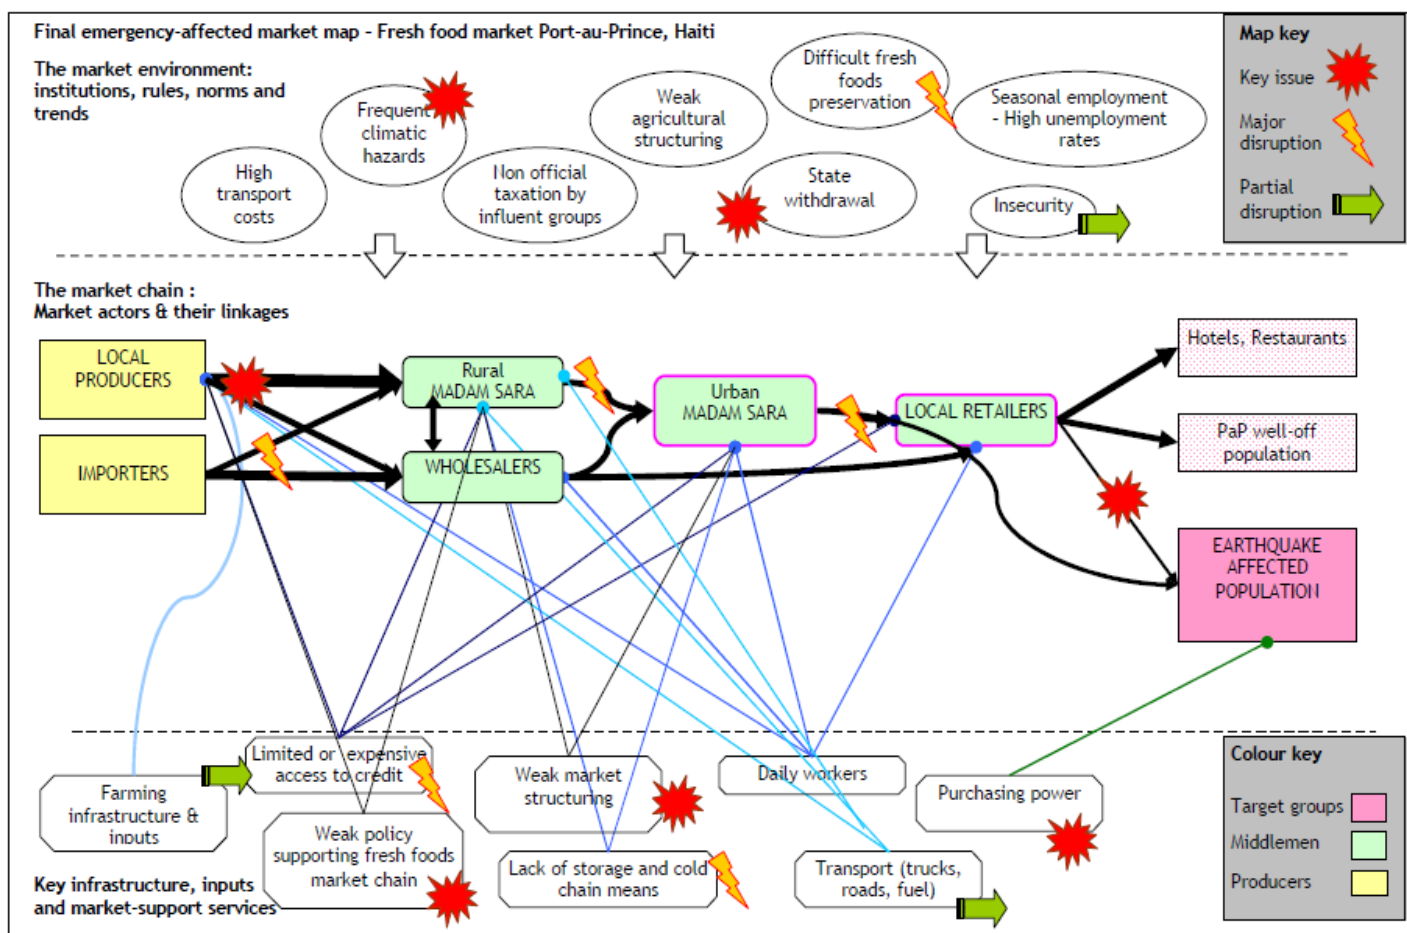 Final emergency-affected market map - Fresh food market Port-au-Prince, Haiti
The market environment:
institutions, rules, norms and
trends
High
transport
costs
Frequent
climatic
hazards
Non official
taxation by
influent groups
Weak
agricultural
structuring
Difficult fresh
foods
preservation
State
withdrawal
Seasonal employment
- High unemployment
rates
Insecurity
Map key
Key issue
Major
disruption
Partial
disruption
The market chain :
Market actors & their linkages
LOCAL
PRODUCERS
IMPORTERS
Rural
MADAM SARA
WHOLESALERS
Urban
MADAM SARA
LOCAL RETAILERS
Hotels, Restaurants
PaP well-off
population
EARTHQUAKE
AFFECTED
POPULATION
Farming
infrastructure &
inputs
Limited or expensive
access to credit
Weak policy
supporting fresh foods
market chain
Weak market
structuring
Lack of storage and cold
chain means
Daily workers
Transport (trucks,
roads, fuel)
Purchasing power
Key infrastructure, inputs
and market-support services
Colour key
Target groups
Middlemen
Producers